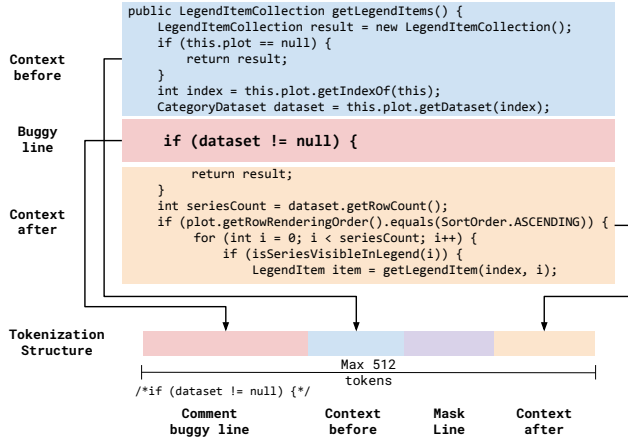 public LegendItemCollection getLegendItems() {
LegendItemCollection result = new LegendItemCollection();
if (this.plot == null) {
return result;
}
int index = this.plot.getIndexOf(this);
CategoryDataset dataset = this.plot.getDataset(index);
Context
before
Buggy
line
if (dataset != null) {
return result;
}
int seriesCount = dataset.getRowCount();
if (plot.getRowRenderingOrder().equals(SortOrder.ASCENDING)) {
for (int i = 0; i < seriesCount; i++) {
if (isSeriesVisibleInLegend(i)) {
LegendItem item = getLegendItem(index, i);
Context
after
Tokenization
Structure
Max 512
tokens
/*if (dataset != null) {*/
Comment
buggy line
Context
before
Mask
Line
Context
after